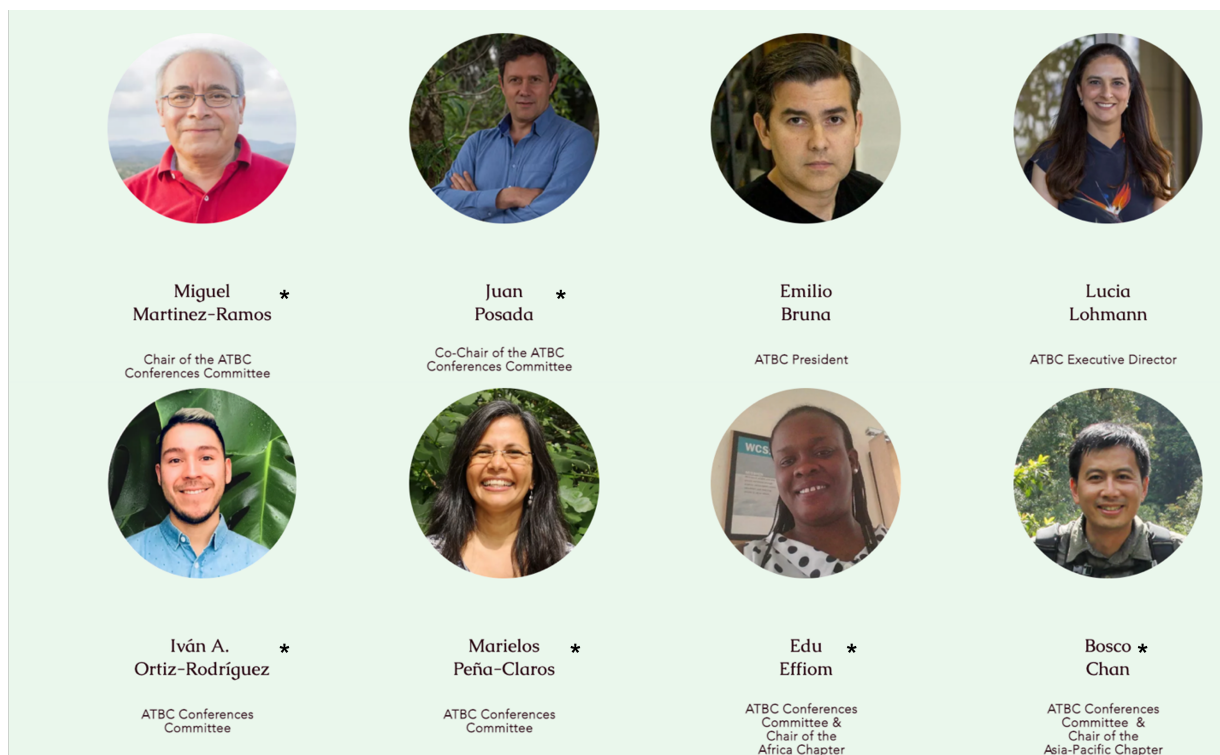 Miguel *
Martinez-Ramos
Chair of the ATBC
Conferences Committee
Juan *
Posada
Co-Chair of the ATBC
Conferences Committee
Emilio
Bruna
ATBC President
Lucia
Lohmann
ATBC Executive Director
WCS
Iván A. *
Ortiz-Rodríguez
ATBC Conferences
Committee
Marielos *
Peña-Claros
ATBC Conferences
Committee
Edu *
Effiom
ATBC Conferences
Committee &
Chair of the
Africa Chapter
Bosco *
Chan
ATBC Conferences
Committee &
Chair of the
Asia-Pacific Chapter